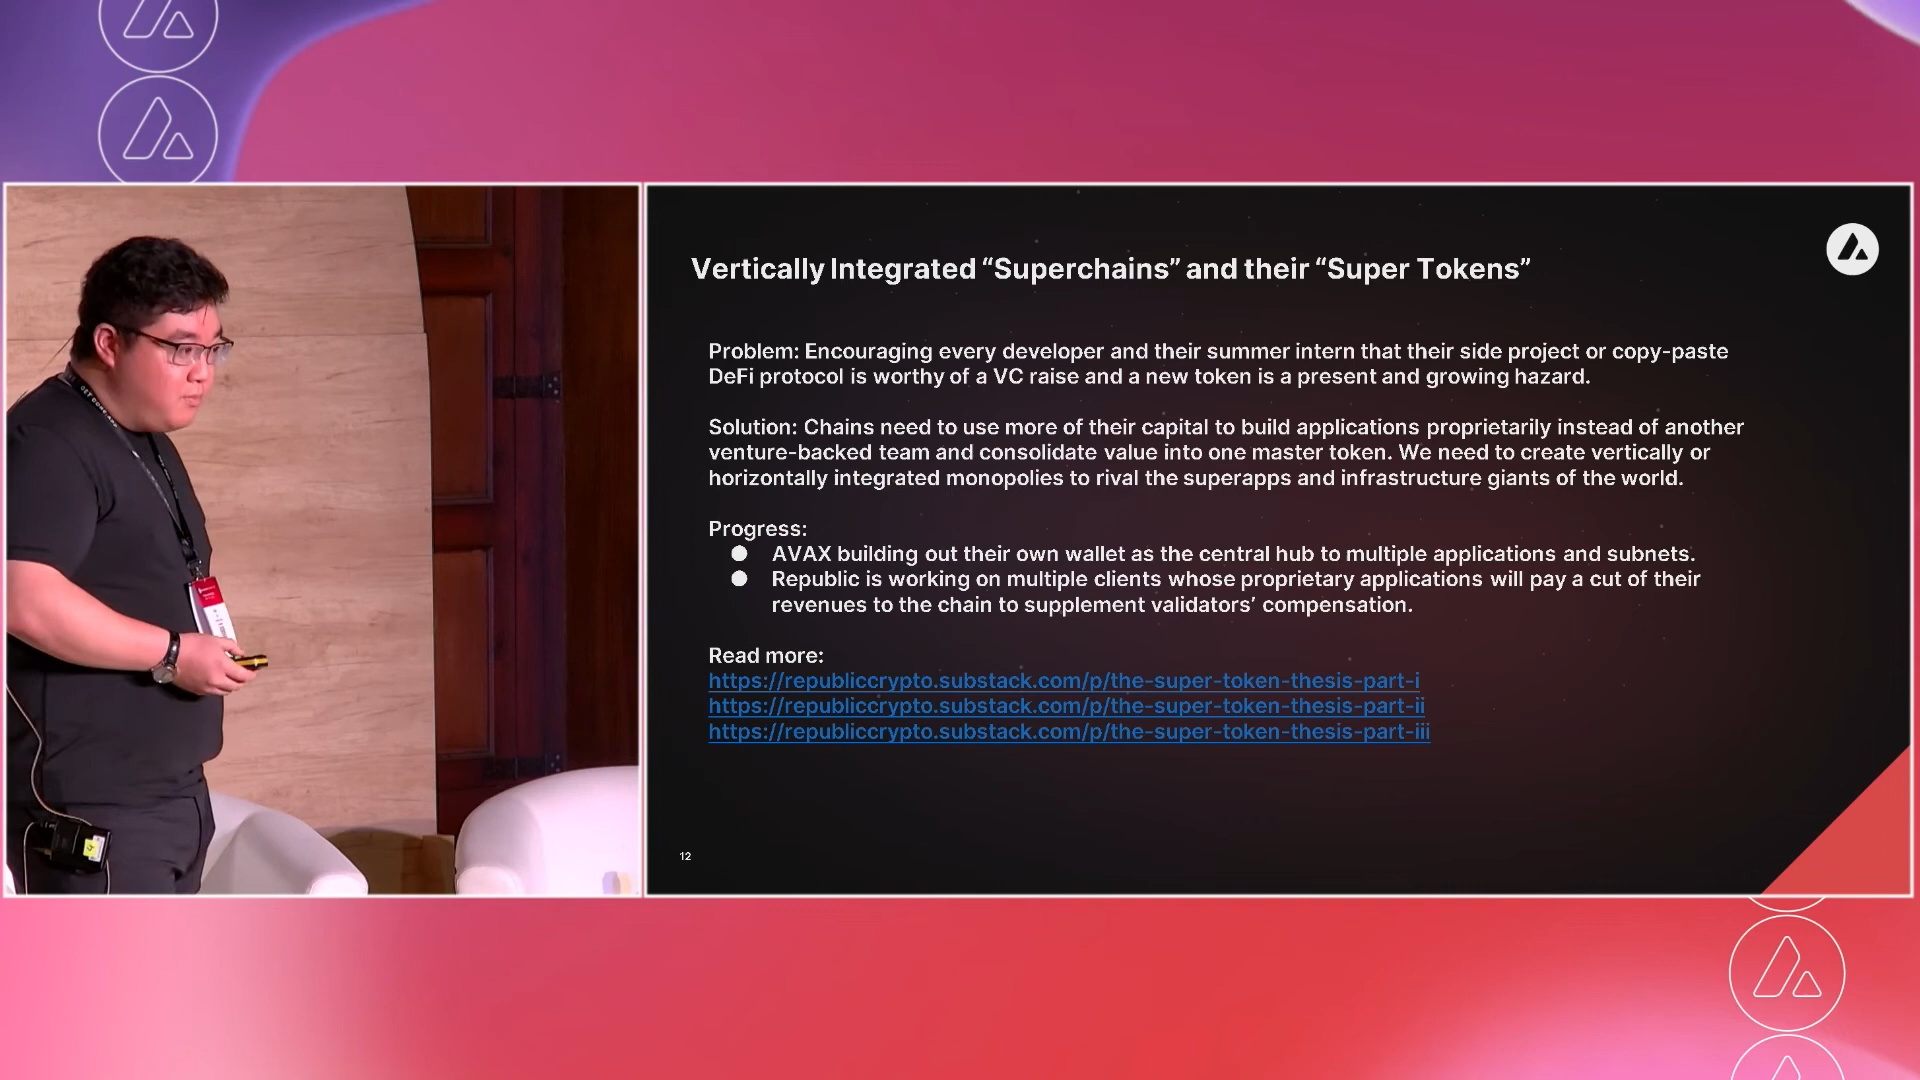 Vertically Integrated “Superchains” and their “Super Tokens”
Problem: Encouraging every developer and their summer intern that their side project or copy-paste
DeFi protocol is worthy of a VC raise and a new token is a present and growing hazard.
Solution: Chains need to use more of their capital to build applications proprietarily instead of another
venture-backed team and consolidate value into one master token. We need to create vertically or
horizontally integrated monopolies to rival the superapps and infrastructure giants of the world.
Progress:
● AVAX building out their own wallet as the central hub to multiple applications and subnets.
● Republic is working on multiple clients whose proprietary applications will pay a cut of their
revenues to the chain to supplement validators’ compensation.
Read more:
https://republiccrypto.substack.com/p/the-super-token-thesis-part-i
https://republiccrypto.substack.com/p/the-super-token-thesis-part-ii
https://republiccrypto.substack.com/p/the-super-token-thesis-part-iii
12